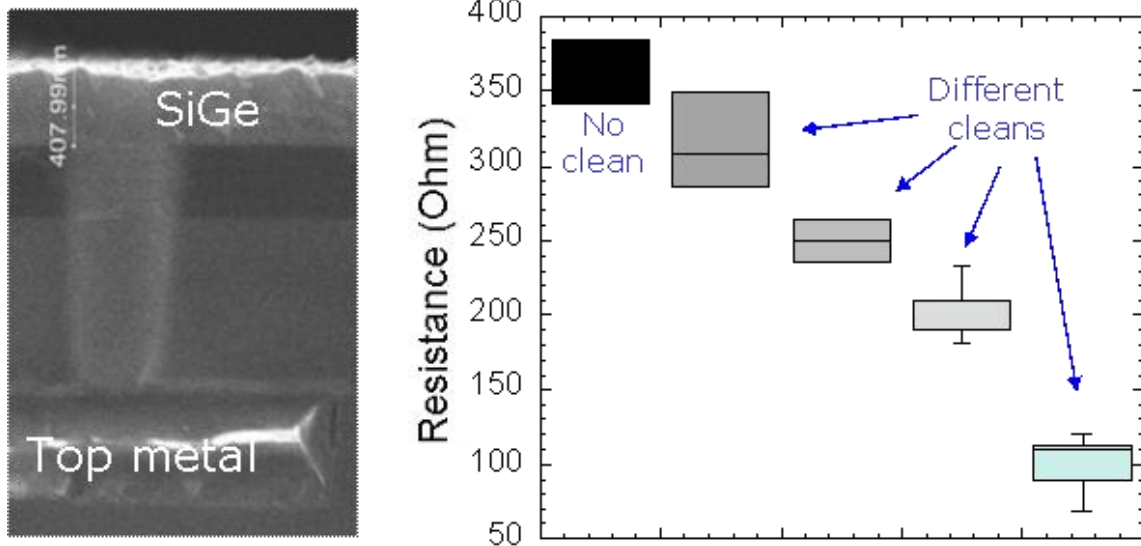 407.99nm
SiGe
Top metal
Resistance (Ohm)
400
350
300
250
200
150
100
50
No
clean
Different
cleans